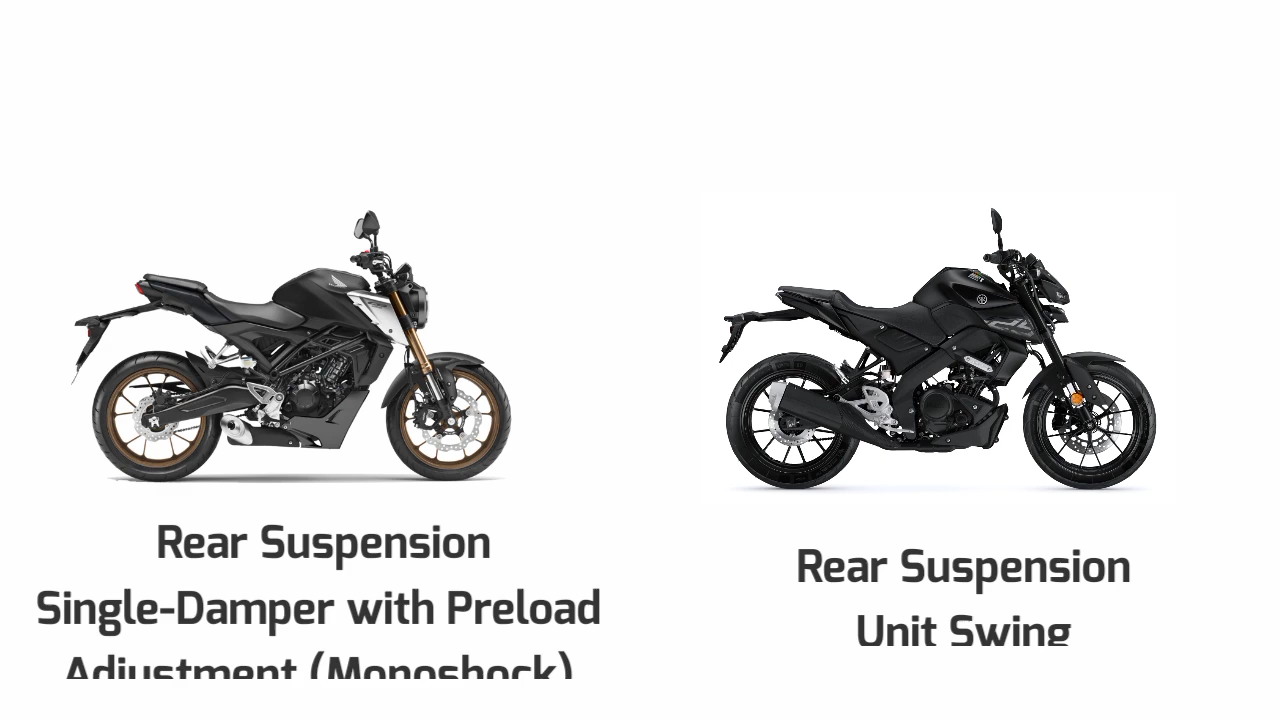 Rear Suspension
Single-Damper with Preload
Adjustment (Monoshock)
Rear Suspension
Unit Swing